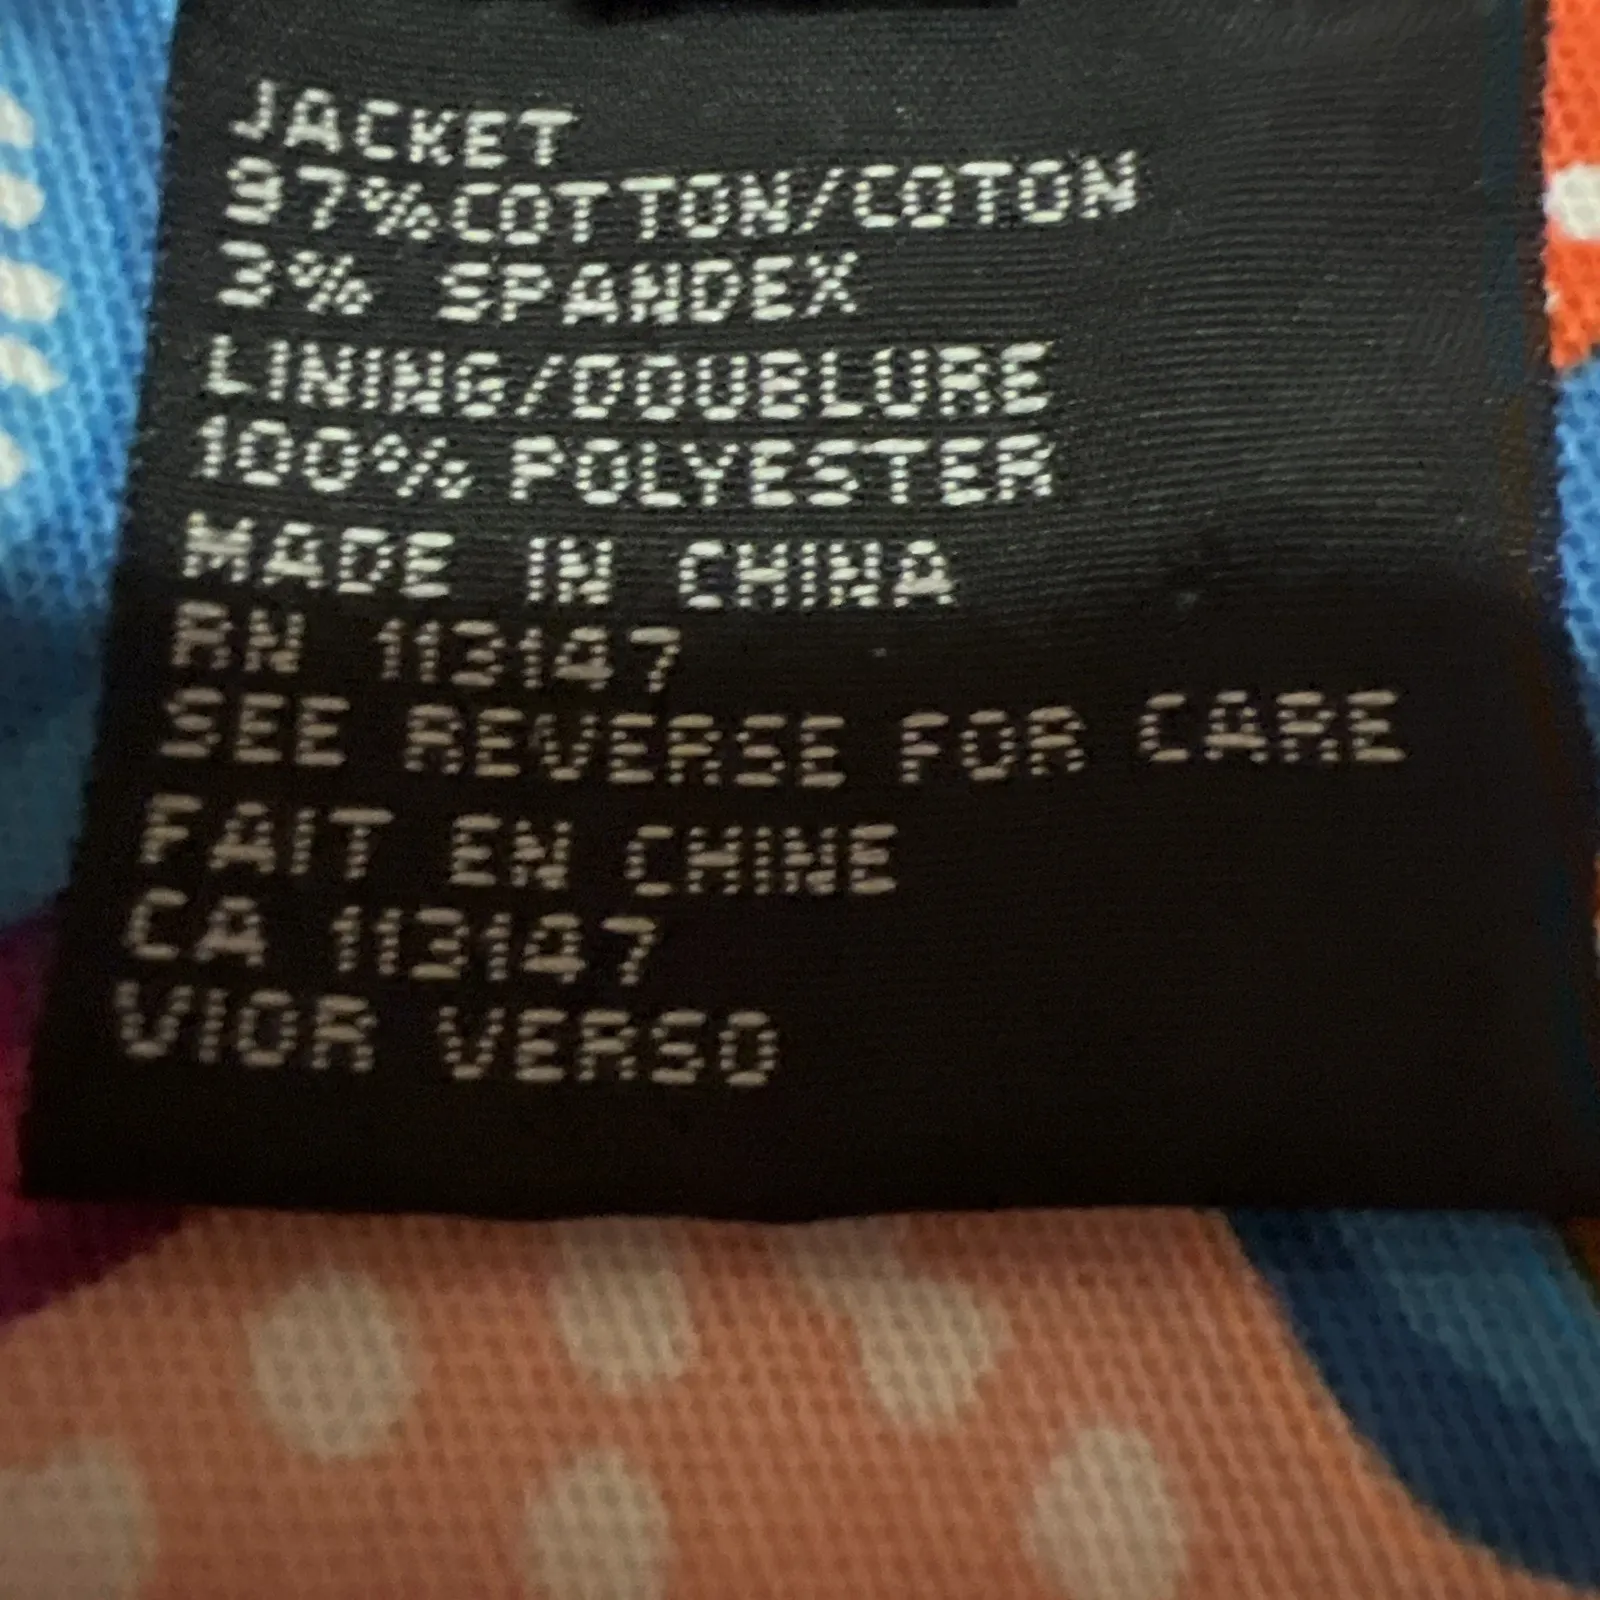 JACKET
97%COTTON/COTON
3% SPANDEX
LINING/DOUBLURE
100% POLYESTER
MADE IN CHINA
RN 113147
SEE REVERSE FOR CARE
FAIT EN CHINE
CA 113147
VIOR VERSO